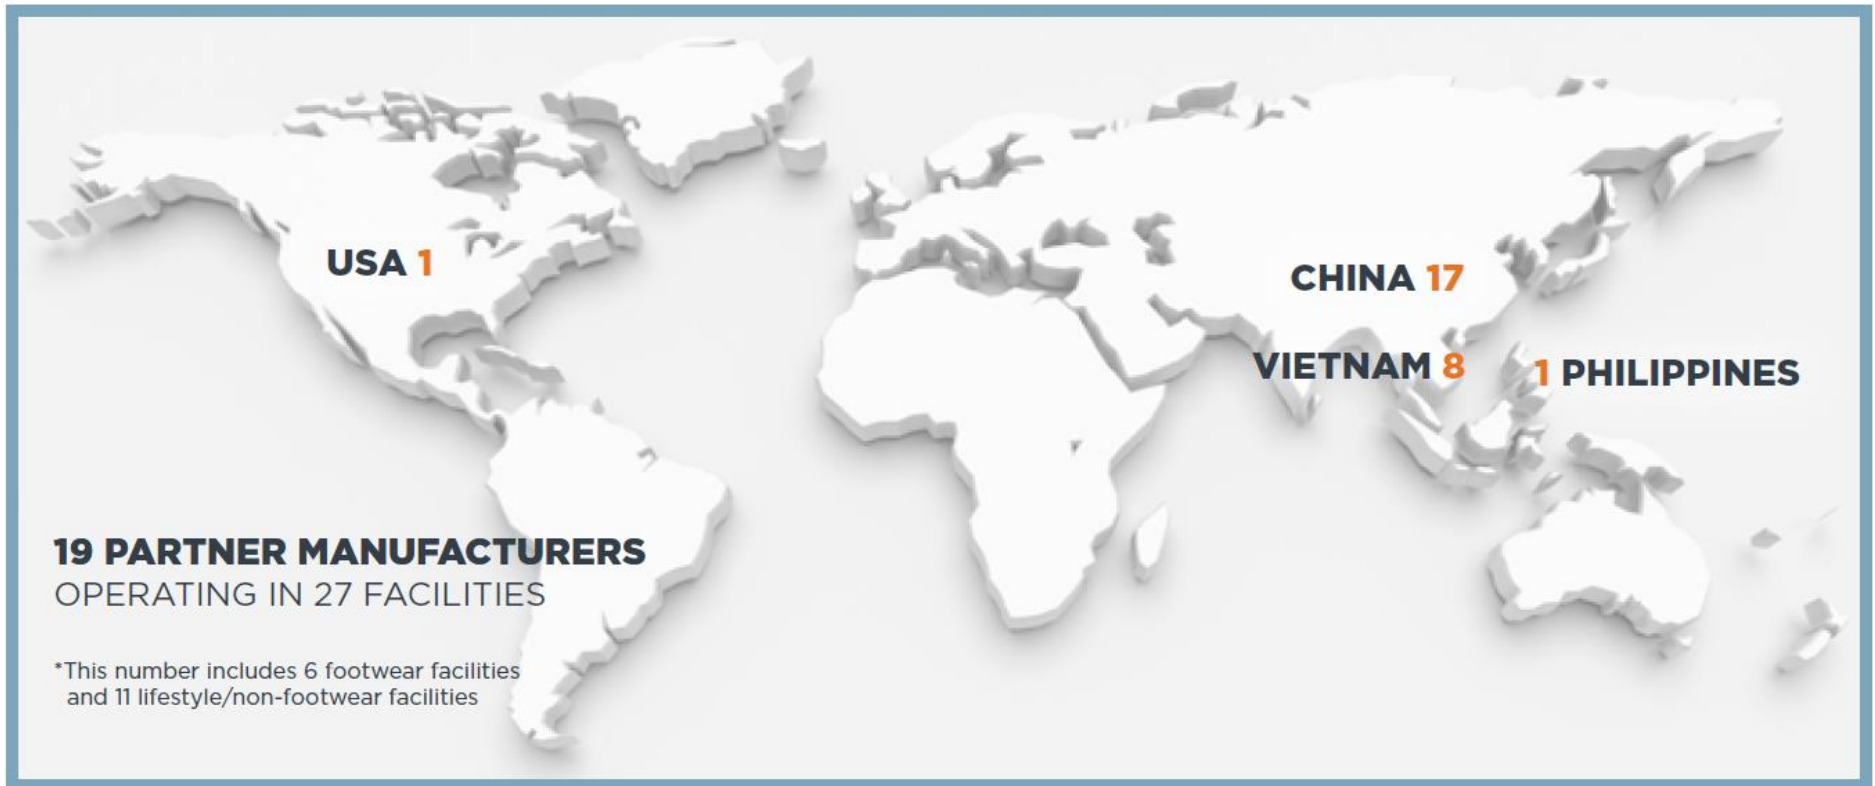 USA 1
CHINA 17
VIETNAM 8
1 PHILIPPINES
19 PARTNER MANUFACTURERS
OPERATING IN 27 FACILITIES
*This number includes 6 footwear facilities
and 11 lifestyle/non-footwear facilities